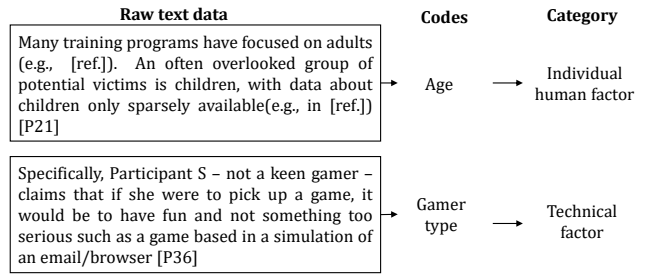 Raw text data
Codes
Category
Many training programs have focused on adults
(e.g., [ref.]). An often overlooked group of
potential victims is children, with data about
children only sparsely available(e.g., in [ref.])
[P21]
Age
Individual
human factor
Specifically, Participant S – not a keen gamer –
claims that if she were to pick up a game, it
would be to have fun and not something too
serious such as a game based in a simulation of
an email/browser [P36]
Gamer
type
Technical
factor